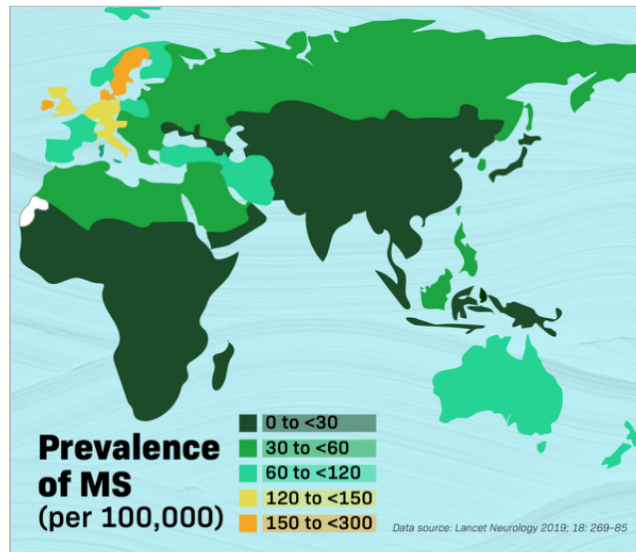 Prevalence
of MS
(per 100,000)
0 to <30
30 to <60
60 to <120
120 to <150
150 to <300
Data source: Lancet Neurology 2019; 18: 269–85